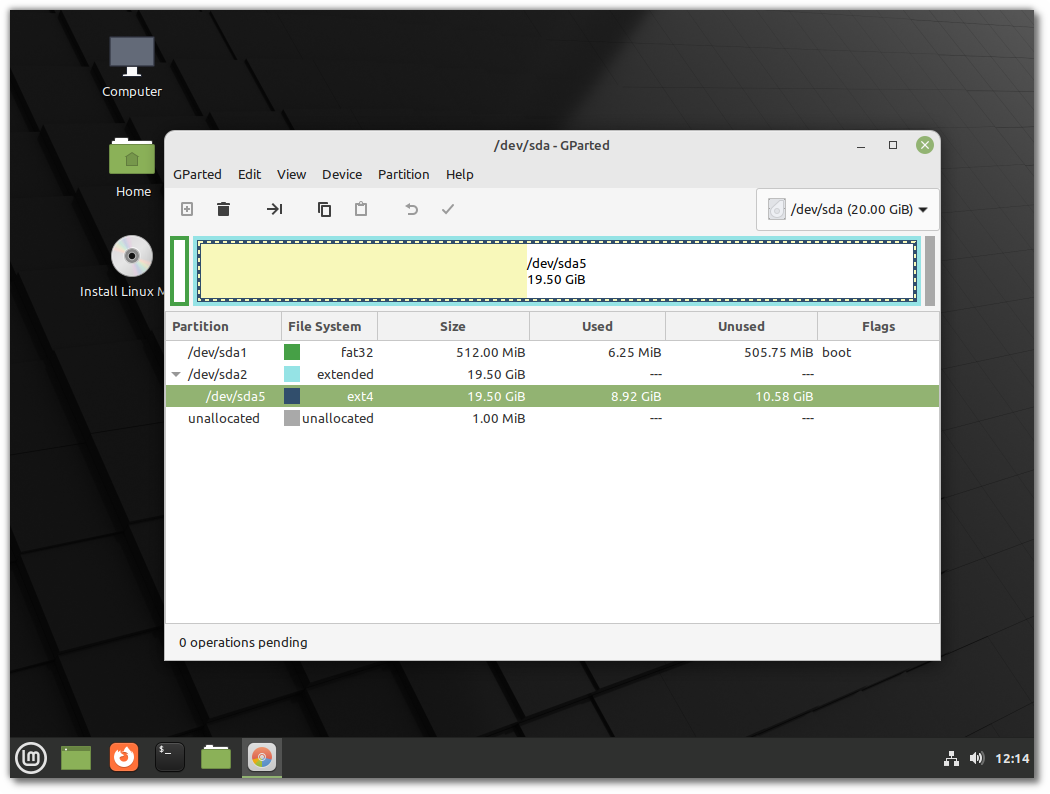 Computer
Home
Install Linux M
/dev/sda - GParted
GParted Edit View Device Partition Help
/dev/sda (20.00 GiB)
/dev/sda5
19.50 GiB
Partition File System Size Used Unused Flags
/dev/sda1 fat32 512.00 MiB 6.25 MiB 505.75 MiB boot
/dev/sda2 extended 19.50 GiB --- ---
/dev/sda5 ext4 19.50 GiB 8.92 GiB 10.58 GiB
unallocated unallocated 1.00 MiB --- ---
0 operations pending
$_
12:14